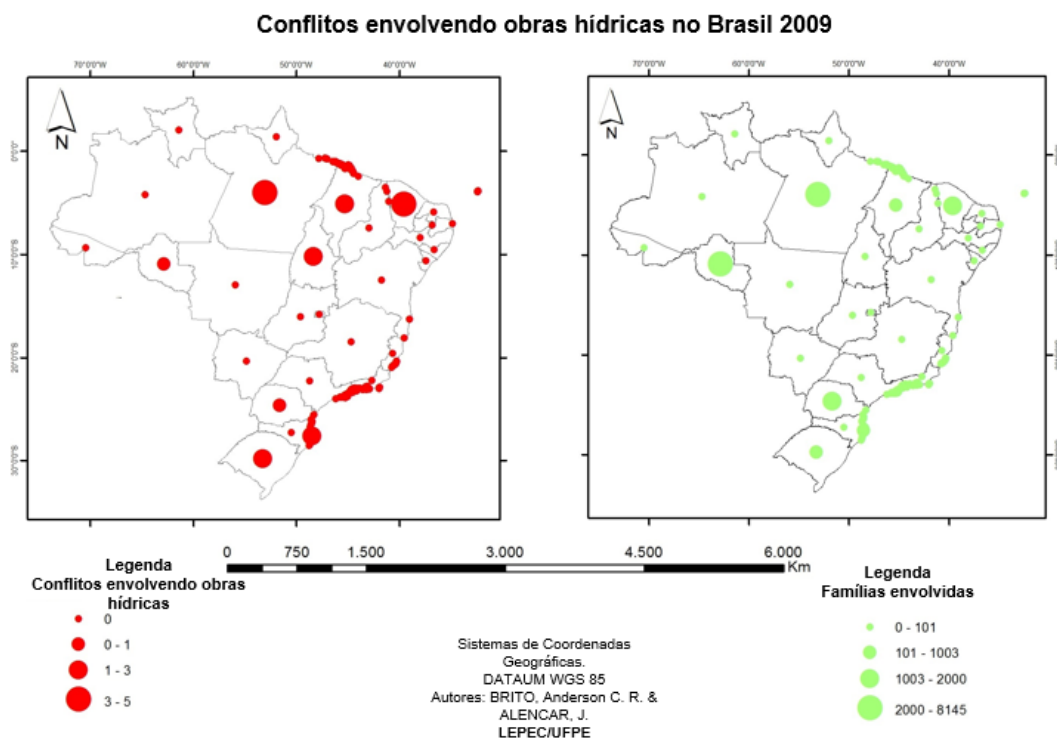 Conflitos envolvendo obras hídricas no Brasil 2009
70°0'0"W 60°0'0"W 50°0'0"W 40°0'0"W
70°0'0"W 60°0'0"W 50°0'0"W 40°0'0"W
N
N
0 750 1.500 3.000 4.500 6.000
Km
Legenda
Conflitos envolvendo obras
hídricas
0
0 - 1
1 - 3
3 - 5
Sistemas de Coordenadas
Geográficas.
DATAUM WGS 85
Autores: BRITO, Anderson C. R. &
ALENCAR, J.
LEPEC/UFPE
Legenda
Famílias envolvidas
0 - 101
101 - 1003
1003 - 2000
2000 - 8145